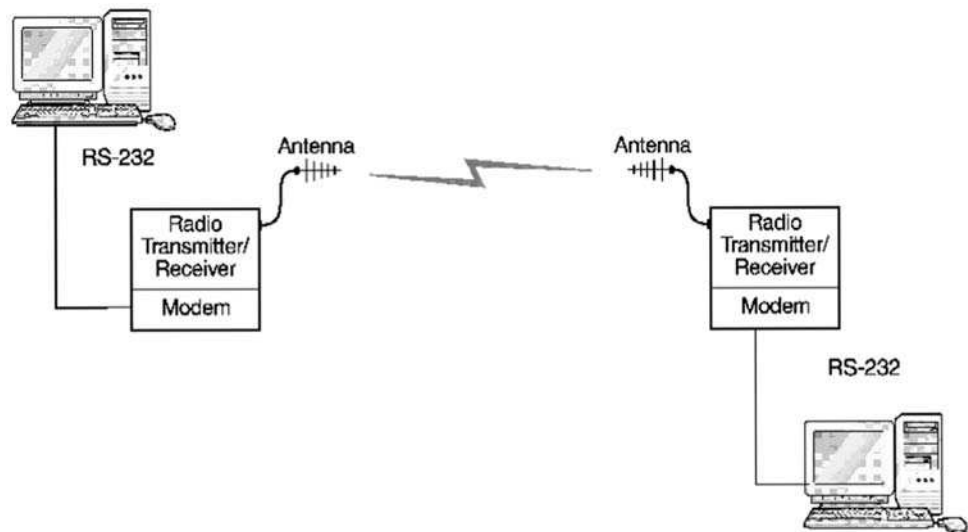 RS-232
Antenna
Radio
Transmitter/
Receiver
Modem
Antenna
Radio
Transmitter/
Receiver
Modem
RS-232